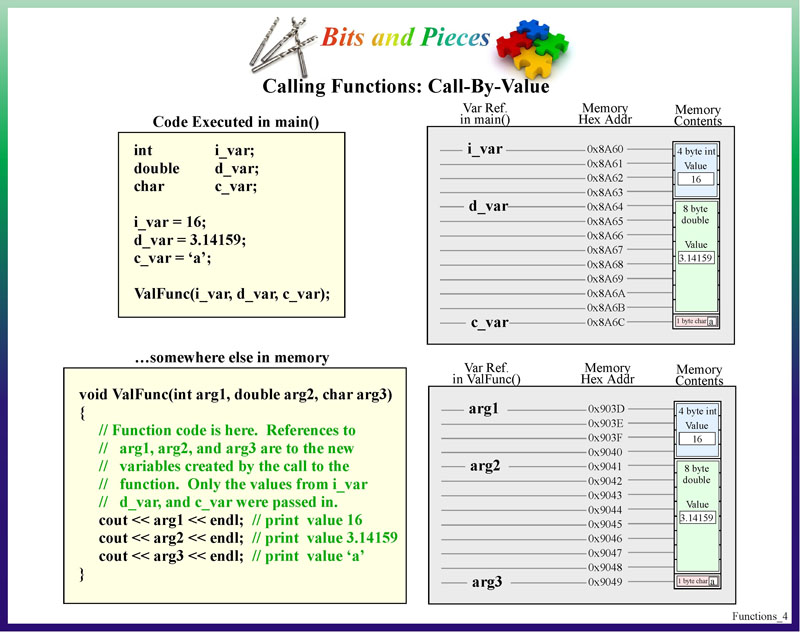 Bits and Pieces
Calling Functions: Call-By-Value
Code Executed in main()
int i_var;
double d_var;
char c_var;
i_var = 16;
d_var = 3.14159;
c_var = ‘a’;
ValFunc(i_var, d_var, c_var);
Var Ref. in main()
Memory Hex Addr
Memory Contents
i_var 0x8A60
0x8A61
0x8A62
0x8A63
d_var 0x8A64
0x8A65
0x8A66
0x8A67
0x8A68
0x8A69
0x8A6A
0x8A6B
c_var 0x8A6C
4 byte int
Value
16
8 byte
double
Value
3.14159
1 byte char a
…somewhere else in memory
void ValFunc(int arg1, double arg2, char arg3)
{
// Function code is here. References to
// arg1, arg2, and arg3 are to the new
// variables created by the call to the
// function. Only the values from i_var
// d_var, and c_var were passed in.
cout << arg1 << endl; // print value 16
cout << arg2 << endl; // print value 3.14159
cout << arg3 << endl; // print value ‘a’
}
Var Ref. in ValFunc()
Memory Hex Addr
Memory Contents
arg1 0x903D
0x903E
0x903F
0x9040
arg2 0x9041
0x9042
0x9043
0x9044
0x9045
0x9046
0x9047
0x9048
arg3 0x9049
4 byte int
Value
16
8 byte
double
Value
3.14159
1 byte char a
Functions_4